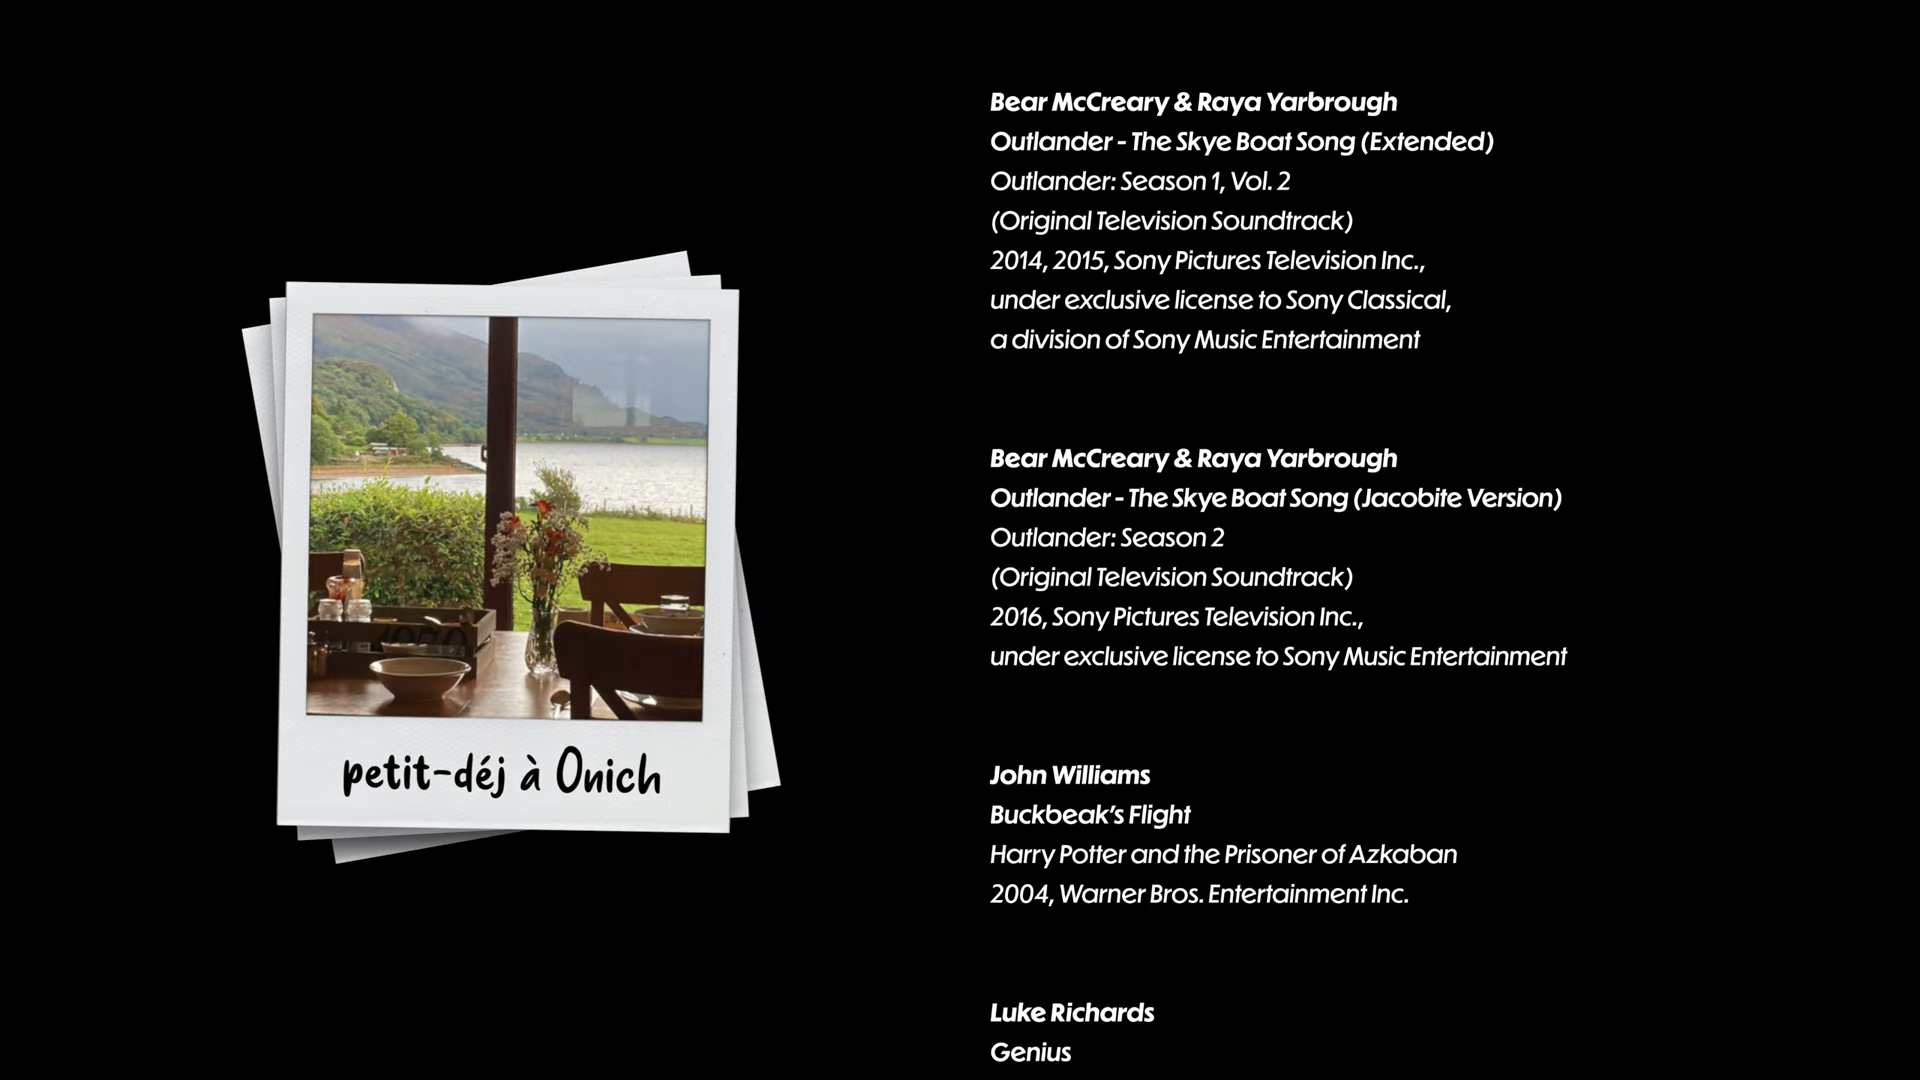 Bear McCreary & Raya Yarbrough
Outlander - The Skye Boat Song (Extended)
Outlander: Season 1, Vol. 2
(Original Television Soundtrack)
2014, 2015, Sony Pictures Television Inc.,
under exclusive license to Sony Classical,
a division of Sony Music Entertainment
Bear McCreary & Raya Yarbrough
Outlander - The Skye Boat Song (Jacobite Version)
Outlander: Season 2
(Original Television Soundtrack)
2016, Sony Pictures Television Inc.,
under exclusive license to Sony Music Entertainment
John Williams
Buckbeak's Flight
Harry Potter and the Prisoner of Azkaban
2004, Warner Bros. Entertainment Inc.
Luke Richards
Genius
petit-déj à Onich